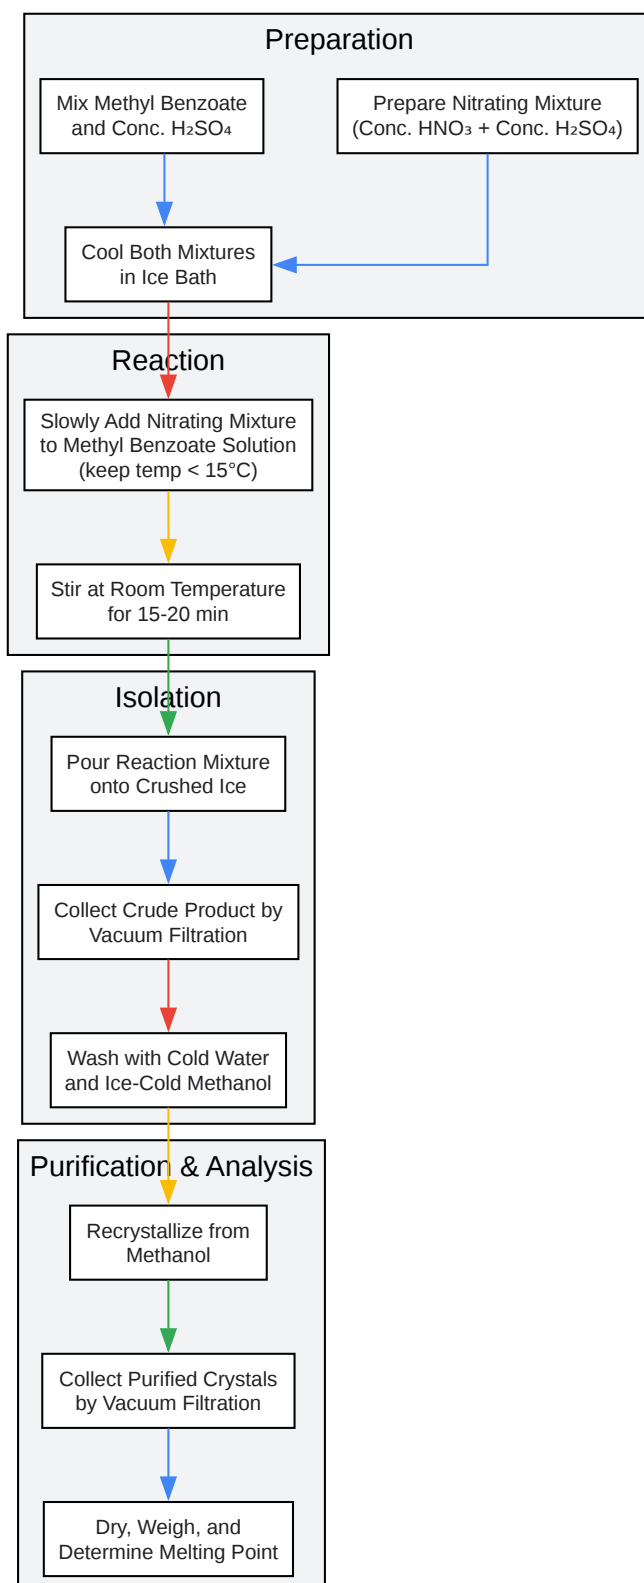 Preparation
Mix Methyl Benzoate
and Conc. H₂SO₄
Prepare Nitrating Mixture
(Conc. HNO₃ + Conc. H₂SO₄)
Cool Both Mixtures
in Ice Bath
Reaction
Slowly Add Nitrating Mixture
to Methyl Benzoate Solution
(keep temp < 15°C)
Stir at Room Temperature
for 15-20 min
Isolation
Pour Reaction Mixture
onto Crushed Ice
Collect Crude Product by
Vacuum Filtration
Wash with Cold Water
and Ice-Cold Methanol
Purification & Analysis
Recrystallize from
Methanol
Collect Purified Crystals
by Vacuum Filtration
Dry, Weigh, and
Determine Melting Point